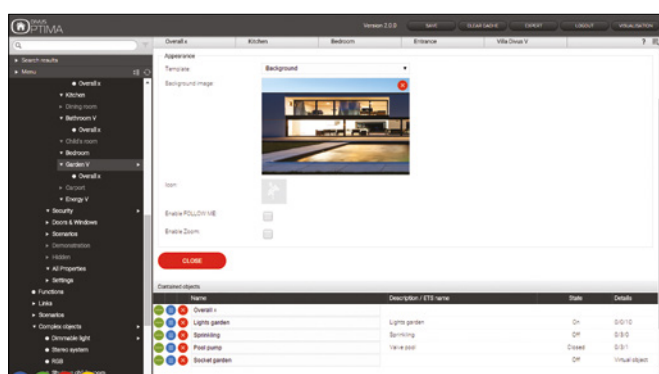 DIVUS
OPTIMA
Version 2.0.0 SAVE CLEAR CACHE EXPERT LOGOUT VISUALISATION
Overall x Kitchen Bedroom Entrance Villa Divus V ?
Search results
Menu
Overall x
Kitchen
Dining room
Bathroom V
Overall x
Child's room
Bedroom
Garden V
Overall x
Carport
Energy V
Security
Doors & Windows
Scenarios
Demonstration
Hidden
All Properties
Settings
Functions
Links
Scenarios
Complex objects
Dimmable light
Stereo system
RGB
Appearance
Template Background
Background image
Icon
Enable FOLLOW ME
Enable Zoom
CLOSE
Contained objects
Name Description / ETS name State Details
Overall x
Lights garden Lights garden On 0/0/10
Sprinkling Sprinkling Off
Pool pump Valve pool Closed 0/3/1
Socket garden Off Virtual object